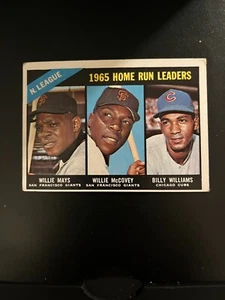 N. LEAGUE
1965 HOME RUN LEADERS
WILLIE MAYS
SAN FRANCISCO GIANTS
WILLIE McCOVEY
SAN FRANCISCO GIANTS
BILLY WILLIAMS
CHICAGO CUBS